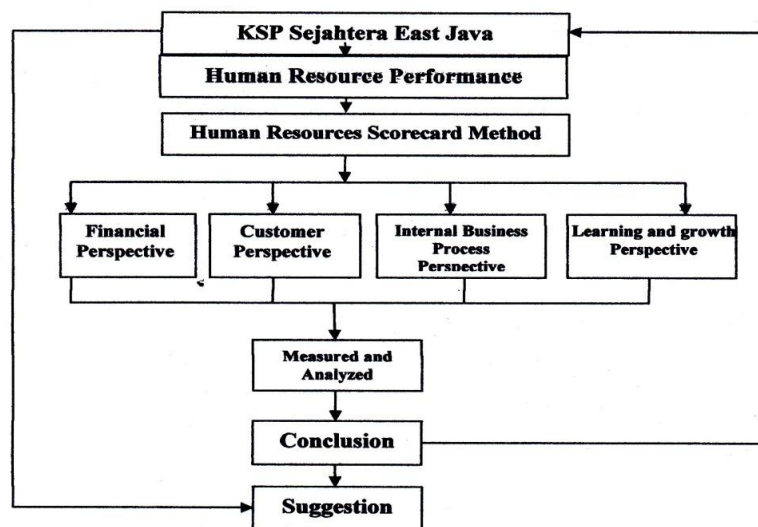 KSP Sejahtera East Java
Human Resource Performance
Human Resources Scorecard Method
Financial
Perspective
Customer
Perspective
Internal Business
Process
Perspnective
Learning and growth
Perspective
Measured and
Analyzed
Conclusion
Suggestion